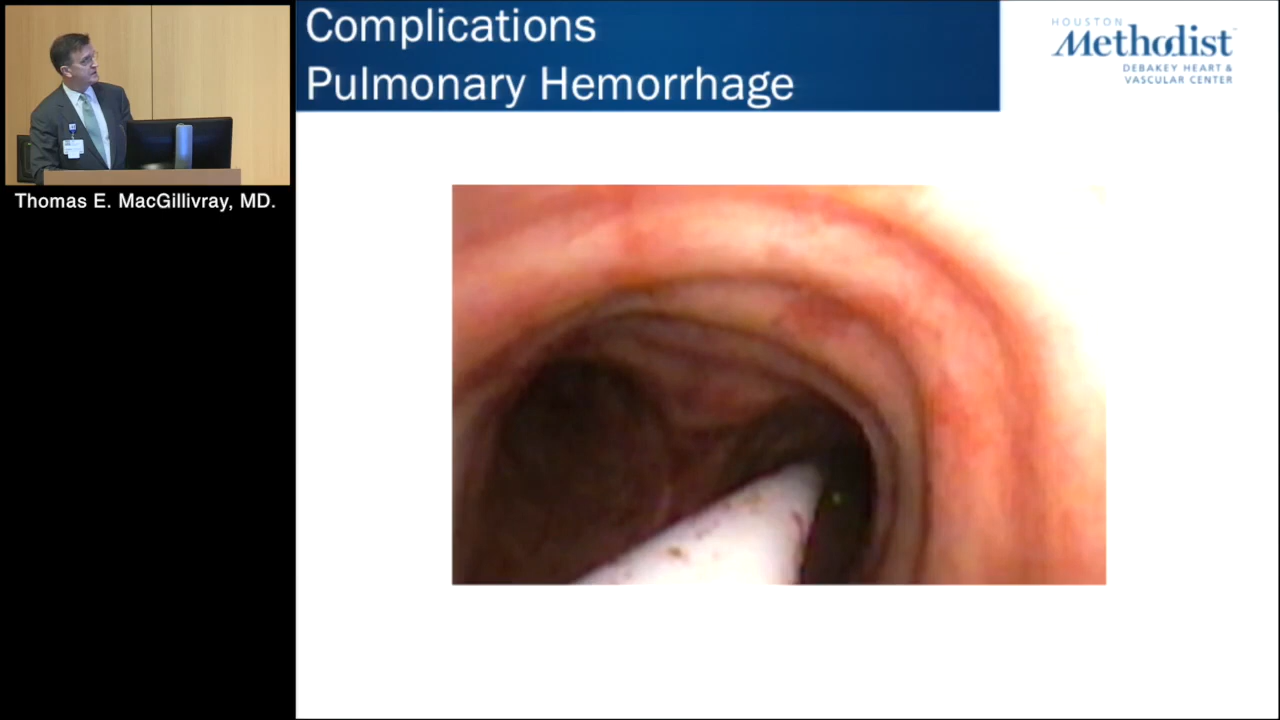 Complications
Pulmonary Hemorrhage
HOUSTON
Methodist
DEBAKEY HEART &
VASCULAR CENTER
Thomas E. MacGillivray, MD.